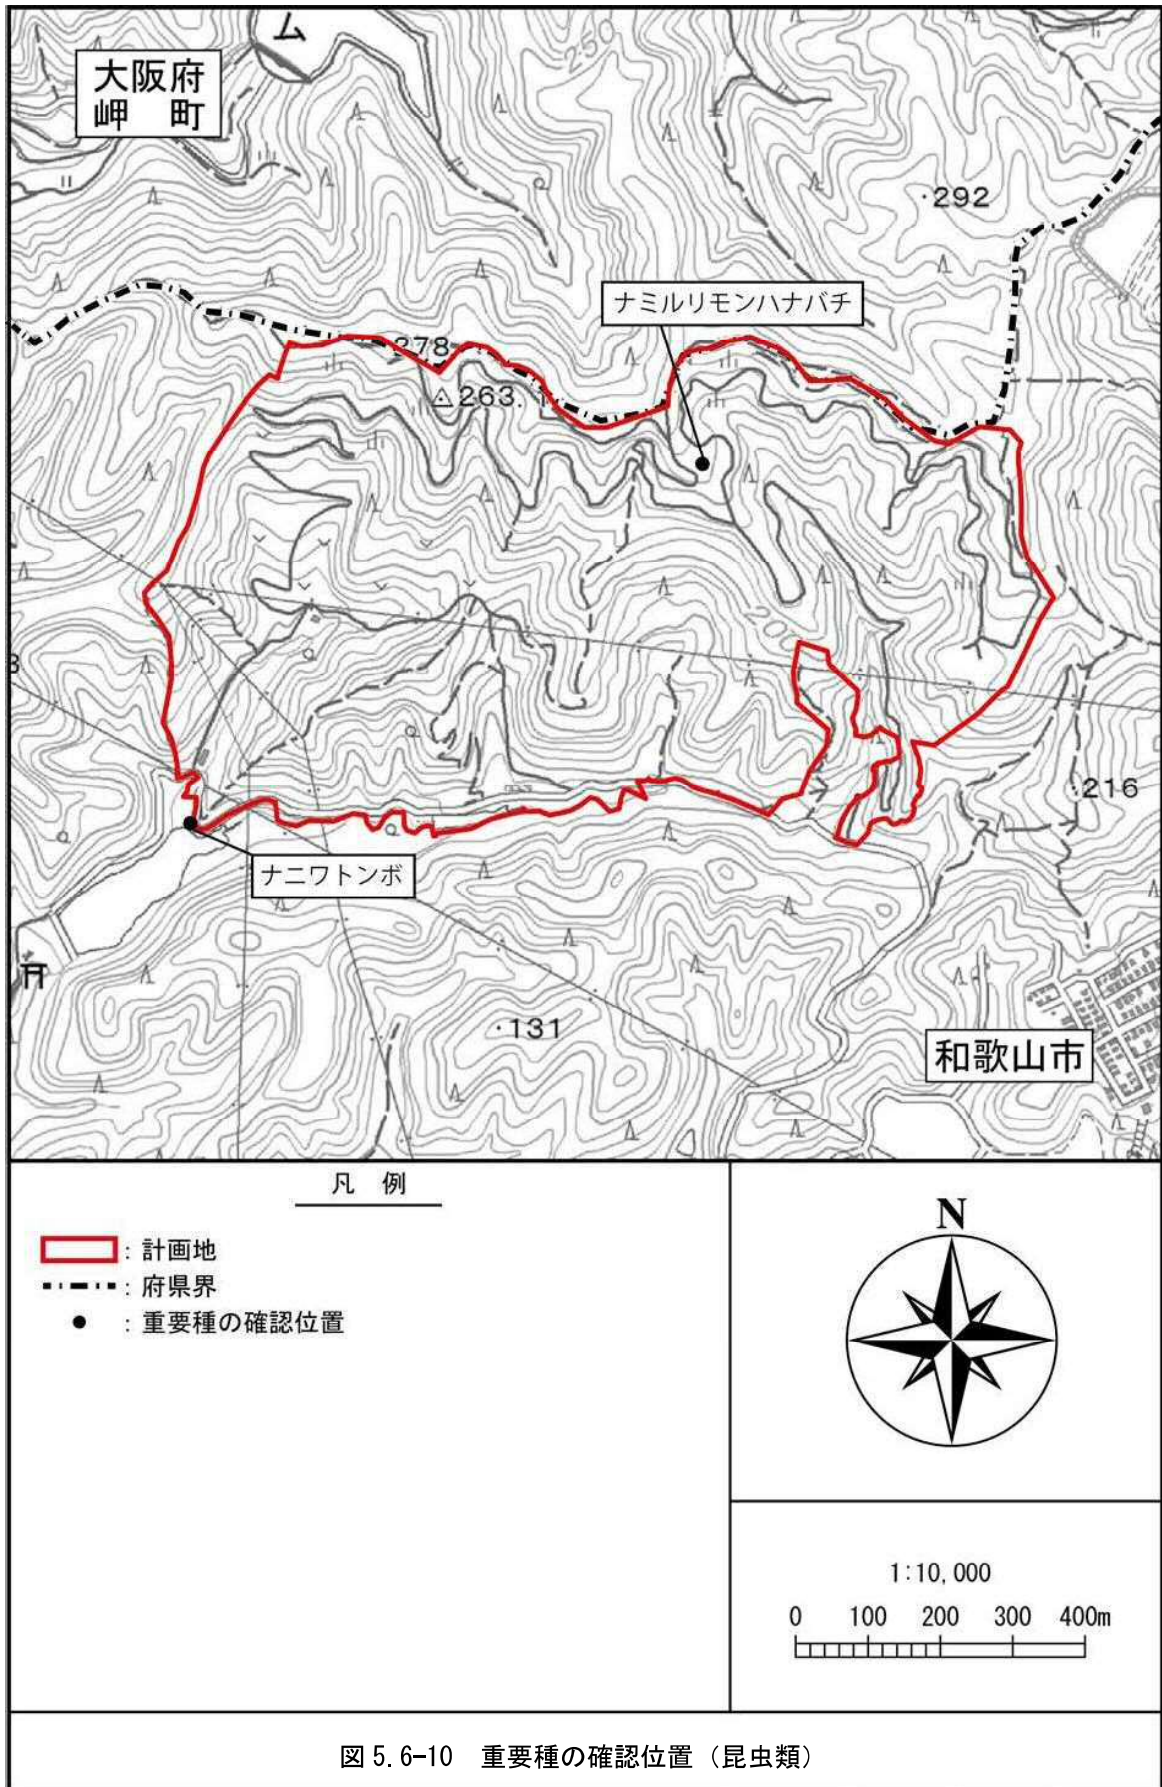 ム
250
大阪府
岬　町
・292
ナミルリモンハナバチ
278
△263.1
200
216
ナニワトンボ
・131
和歌山市
凡　例
：計画地
：府県界
：重要種の確認位置
N
1:10,000
0 100 200 300 400m
図 5.6-10　重要種の確認位置（昆虫類）